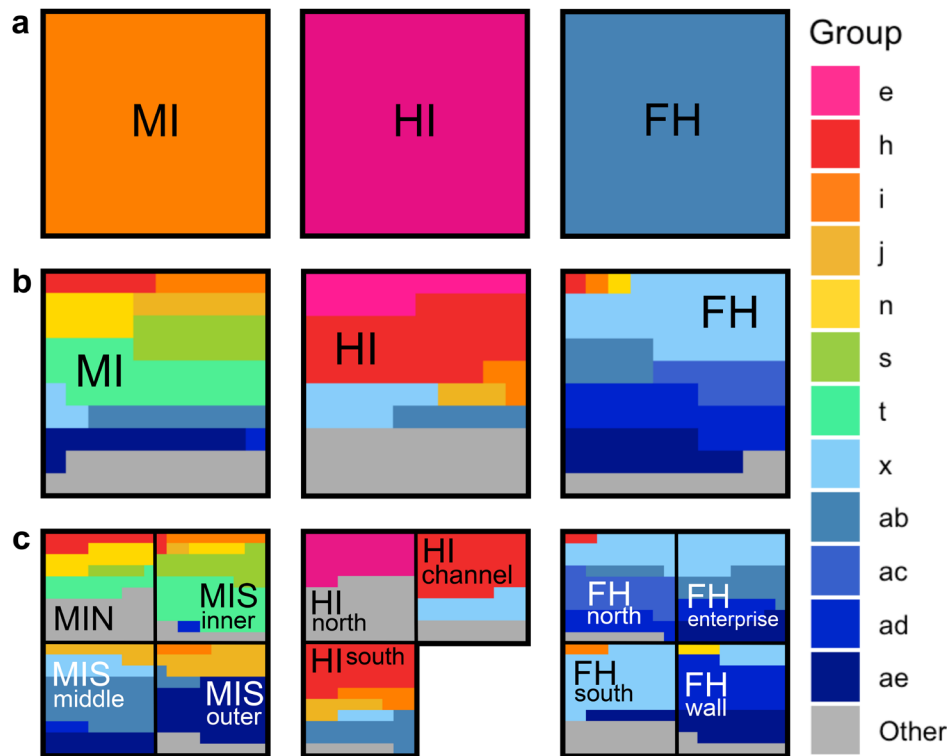 a
MI
HI
FH
Group
e
h
i
j
n
s
t
x
ab
ac
ad
ae
Other
b
MI
HI
FH
c
MIN
MIS
inner
MIS
middle
MIS
outer
HI
north
HI
channel
HI south
FH
north
FH
enterprise
FH
south
FH
wall